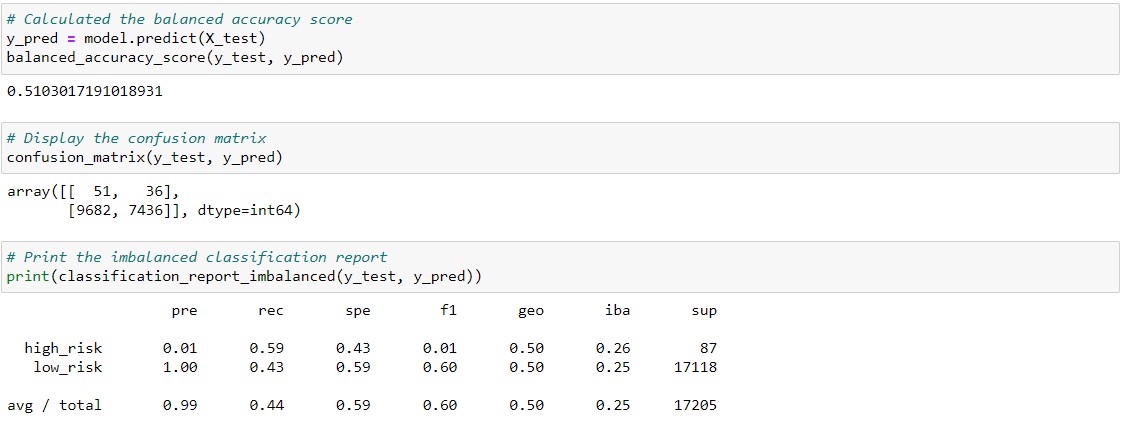 # Calculated the balanced accuracy score
y_pred = model.predict(X_test)
balanced_accuracy_score(y_test, y_pred)
0.5103017191018931
# Display the confusion matrix
confusion_matrix(y_test, y_pred)
array([[  51,   36],
       [9682, 7436]], dtype=int64)
# Print the imbalanced classification report
print(classification_report_imbalanced(y_test, y_pred))
                   pre       rec       spe        f1       geo       iba       sup
  high_risk       0.01      0.59      0.43      0.01      0.50      0.26        87
   low_risk       1.00      0.43      0.59      0.60      0.50      0.25     17118
avg / total       0.99      0.44      0.59      0.60      0.50      0.25     17205